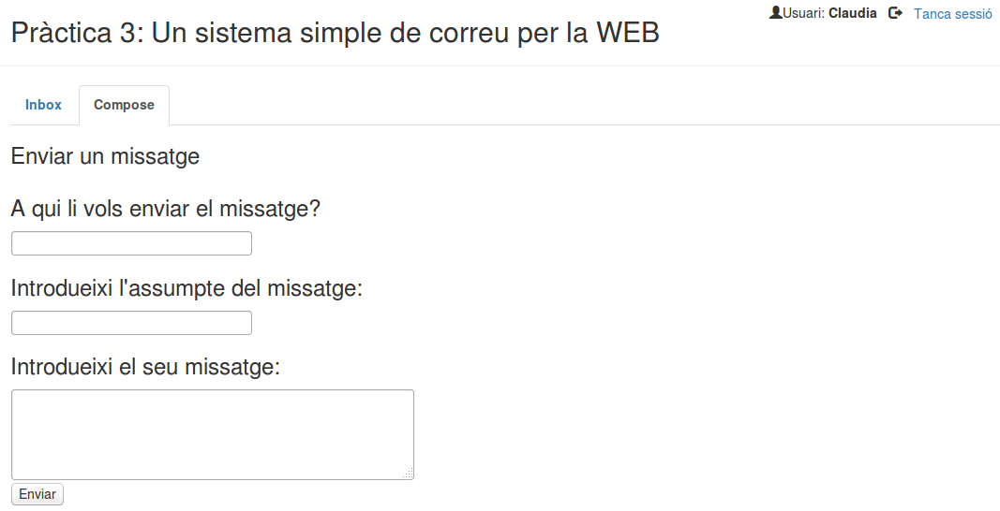 Usuari: Claudia Tanca sessió
Pràctica 3: Un sistema simple de correu per la WEB
Inbox Compose
Enviar un missatge
A qui li vols enviar el missatge?
Introdueixi l'assumpte del missatge:
Introdueixi el seu missatge:
Enviar